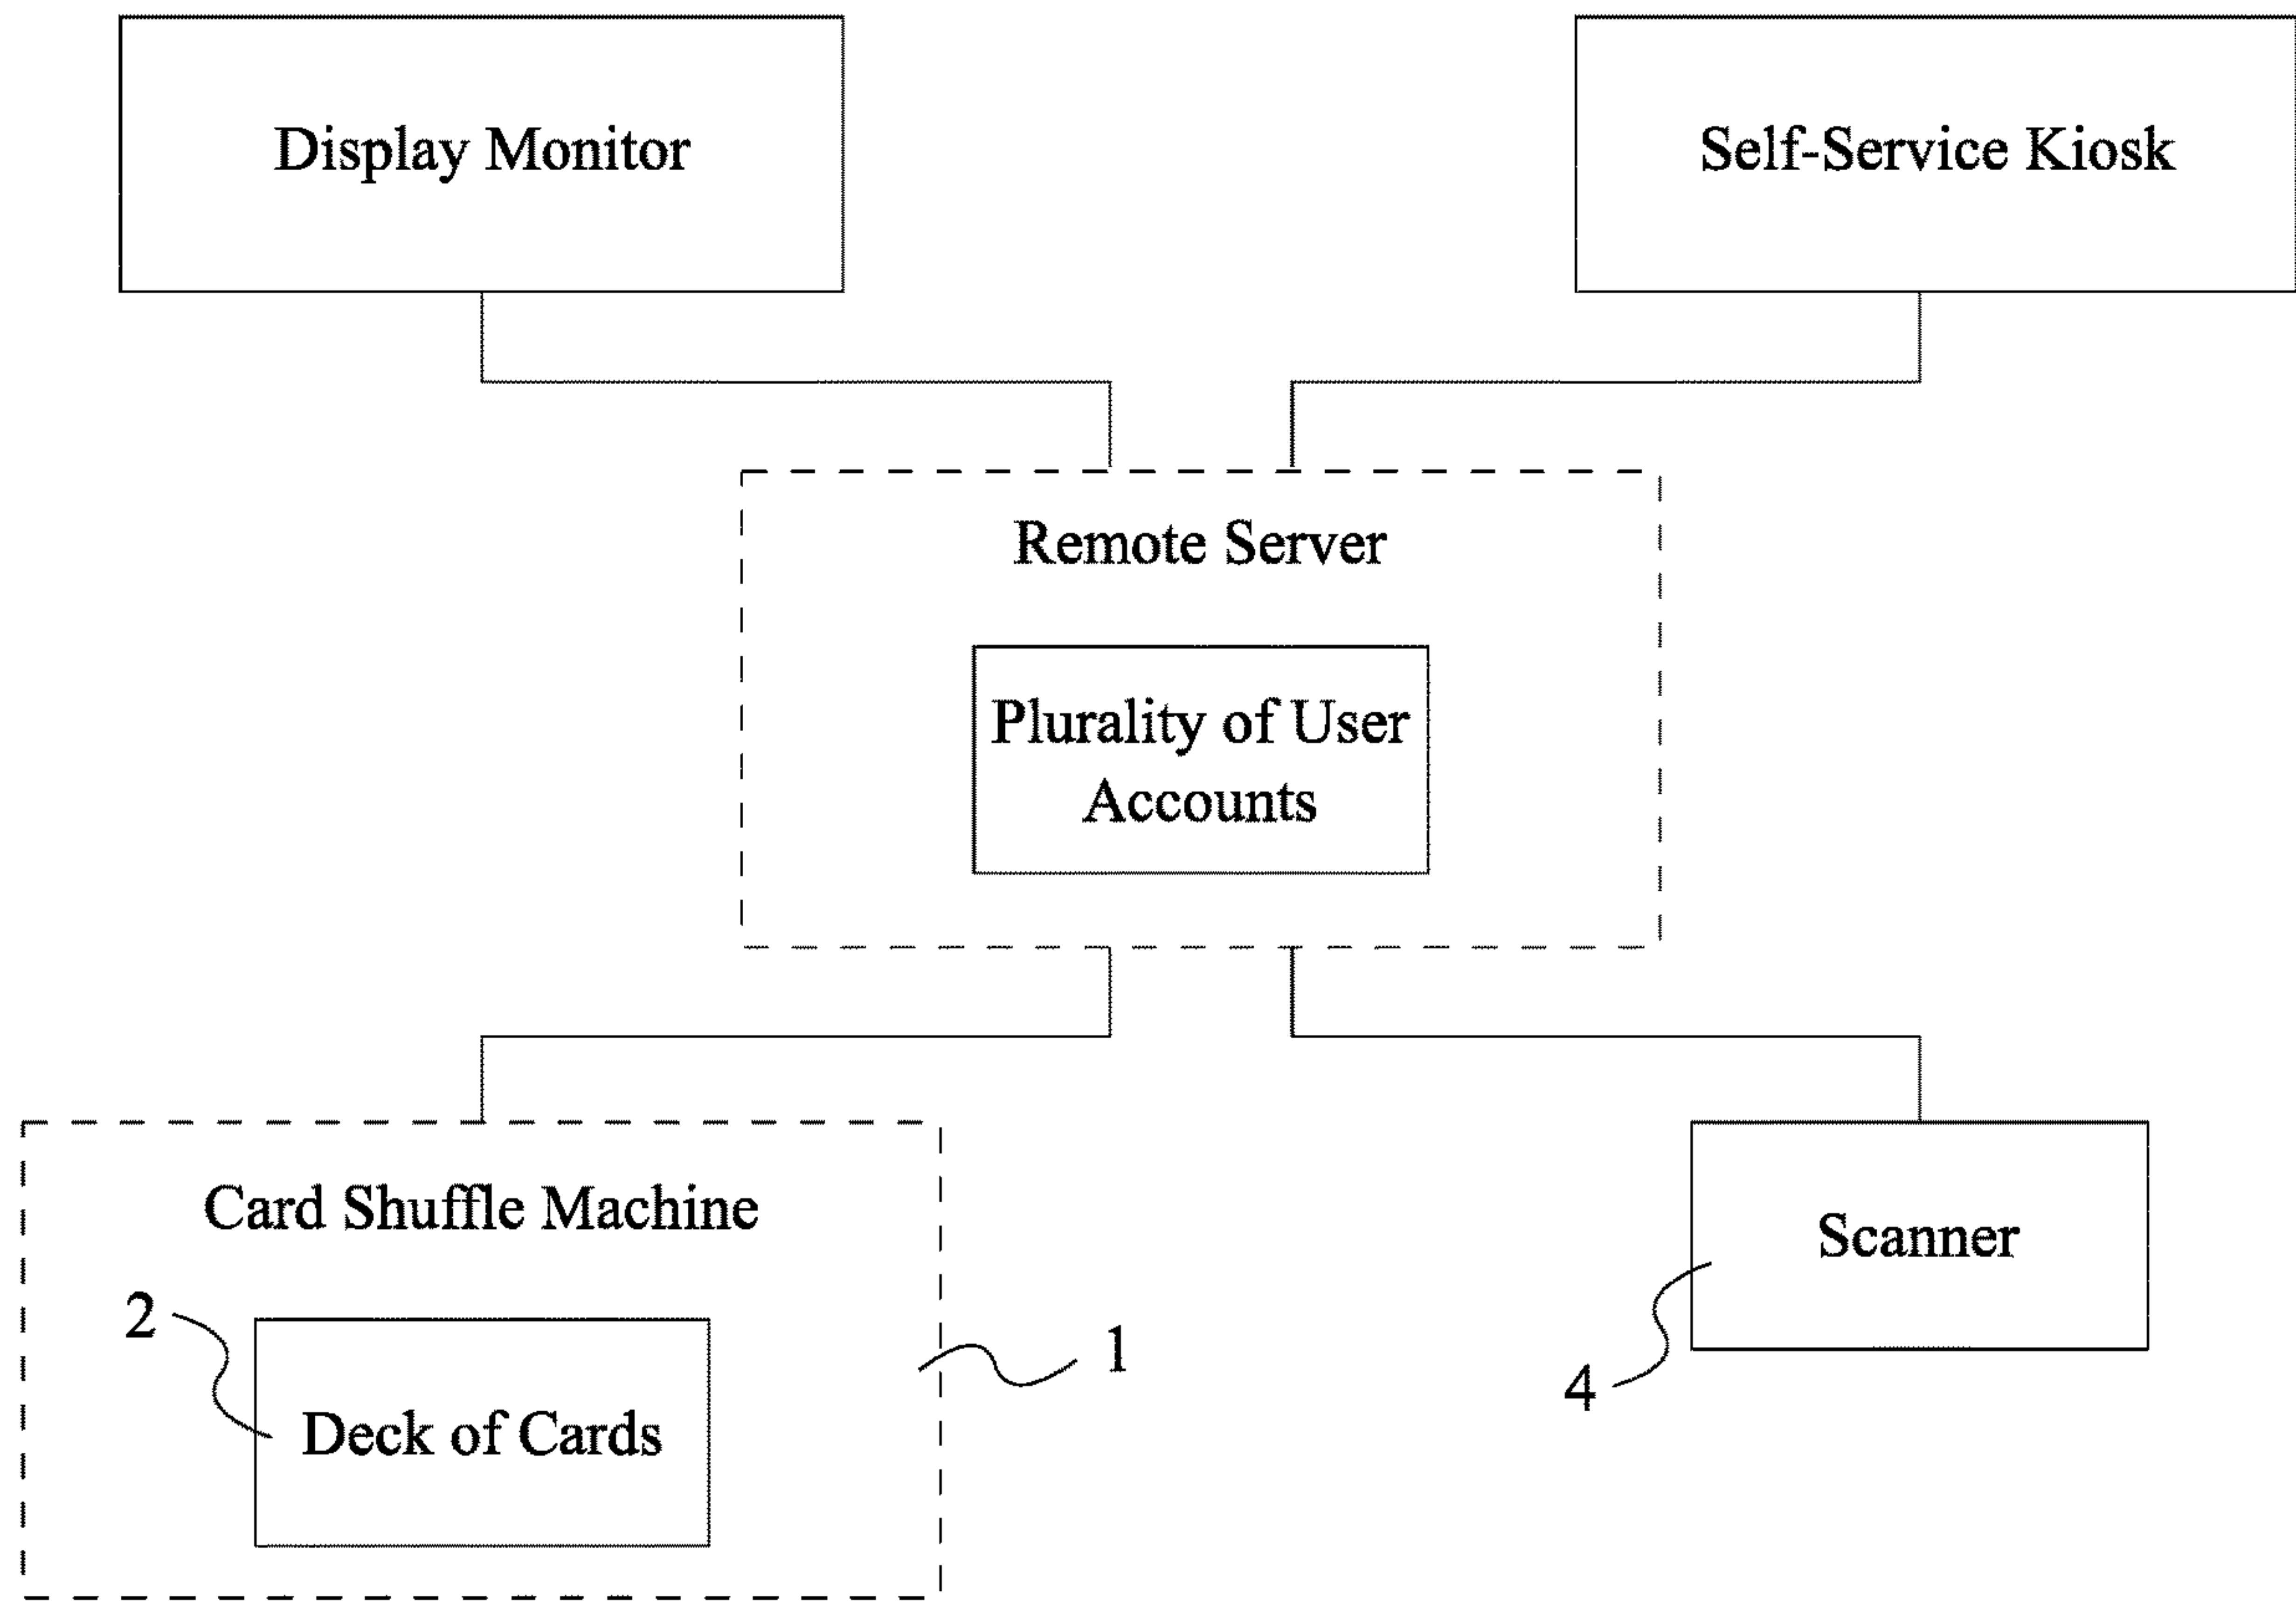 Display Monitor
Self-Service Kiosk
Remote Server
Plurality of User
Accounts
Card Shuffle Machine
Scanner
2
1
4
Deck of Cards